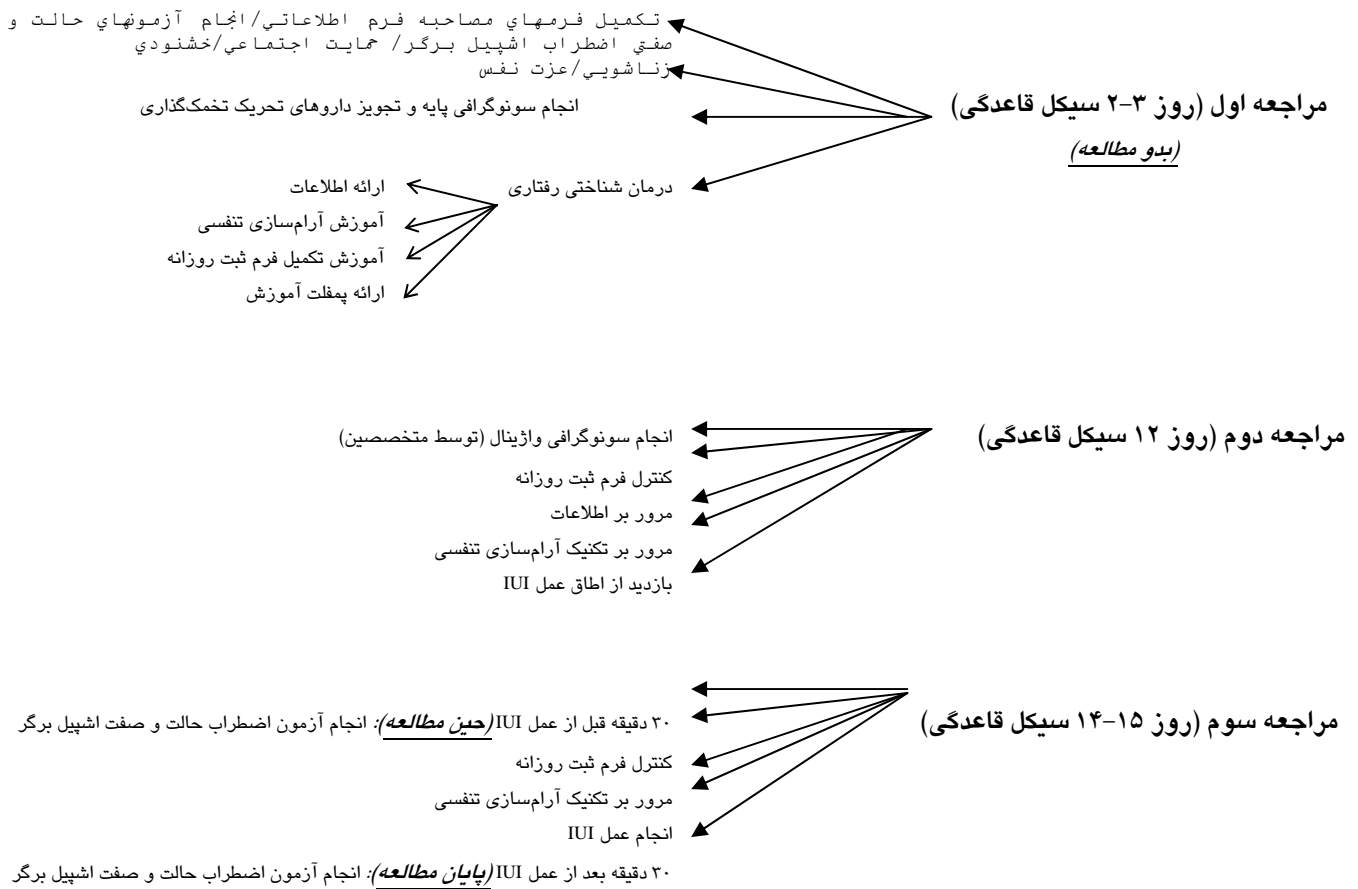 تكميل فرمهاي مصاحبه فرم اطلاعاتي/انجام آزمونهاي حالت و
صفتي اضطراب اشپيل برگر/ حمايت اجتماعي/خشنودي
زناشويي/عزت نفس
مراجعه اول (روز ۳-۲ سیکل قاعدگی)
(بدو مطالعه)
انجام سونوگرافی پایه و تجویز داروهای تحریک تخمک‌گذاری
درمان شناختی رفتاری
ارائه اطلاعات
آموزش آرام‌سازی تنفسی
آموزش تکمیل فرم ثبت روزانه
ارائه پمفلت آموزش
مراجعه دوم (روز ۱۲ سیکل قاعدگی)
انجام سونوگرافی واژینال (توسط متخصصین)
کنترل فرم ثبت روزانه
مرور بر اطلاعات
مرور بر تکنیک آرام‌سازی تنفسی
بازدید از اطاق عمل IUI
مراجعه سوم (روز ۱۵-۱۴ سیکل قاعدگی)
۳۰ دقیقه قبل از عمل IUI (حین مطالعه): انجام آزمون اضطراب حالت و صفت اشپیل برگر
کنترل فرم ثبت روزانه
مرور بر تکنیک آرام‌سازی تنفسی
انجام عمل IUI
۳۰ دقیقه بعد از عمل IUI (پایان مطالعه): انجام آزمون اضطراب حالت و صفت اشپیل برگر